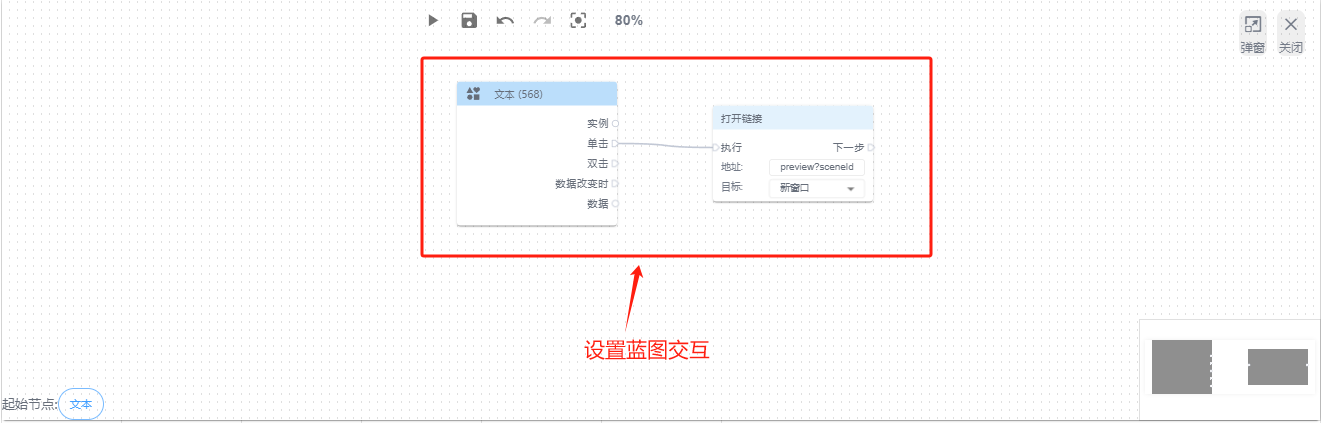 80%
弹窗
关闭
文本 (568)
实例
单击
双击
数据改变时
数据
打开链接
执行
下一步
地址:
preview?sceneId
目标:
新窗口
设置蓝图交互
起始节点:
文本